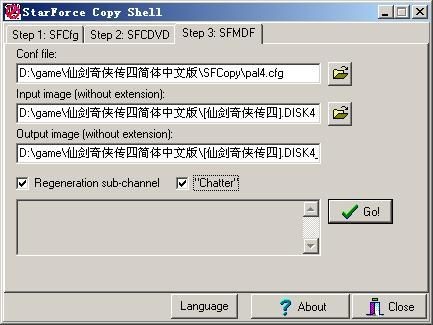 StarForce Copy Shell
Step 1: SFCfg Step 2: SFCDVD Step 3: SFMDF
Conf file:
D:\game\仙剑奇侠传四简体中文版\SFCopy\pal4.cfg
Input image (without extension):
D:\game\仙剑奇侠传四简体中文版\[仙剑奇侠传四].DISK4
Output image (without extension):
D:\game\仙剑奇侠传四简体中文版\[仙剑奇侠传四].DISK4_
Regeneration sub-channel "Chatter"
Go!
Language About Close